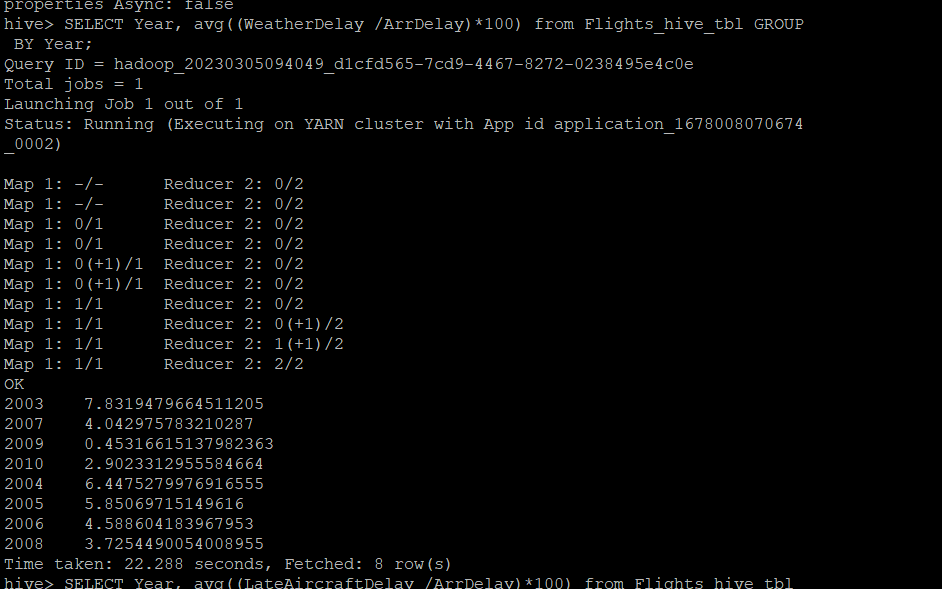 properties Async: false
hive> SELECT Year, avg((WeatherDelay /ArrDelay)*100) from Flights_hive_tbl GROUP
 BY Year;
Query ID = hadoop_20230305094049_d1cfd565-7cd9-4467-8272-0238495e4c0e
Total jobs = 1
Launching Job 1 out of 1
Status: Running (Executing on YARN cluster with App id application_1678008070674
_0002)
Map 1: -/-      Reducer 2: 0/2
Map 1: -/-      Reducer 2: 0/2
Map 1: 0/1      Reducer 2: 0/2
Map 1: 0/1      Reducer 2: 0/2
Map 1: 0(+1)/1  Reducer 2: 0/2
Map 1: 0(+1)/1  Reducer 2: 0/2
Map 1: 1/1      Reducer 2: 0/2
Map 1: 1/1      Reducer 2: 0(+1)/2
Map 1: 1/1      Reducer 2: 1(+1)/2
Map 1: 1/1      Reducer 2: 2/2
OK
2003    7.8319479664511205
2007    4.042975783210287
2009    0.45316615137982363
2010    2.9023312955584664
2004    6.4475279976916555
2005    5.85069715149616
2006    4.588604183967953
2008    3.7254490054008955
Time taken: 22.288 seconds, Fetched: 8 row(s)
hive> SELECT Year, avg((LateAircraftDelay /ArrDelay)*100) from Flights_hive_tbl